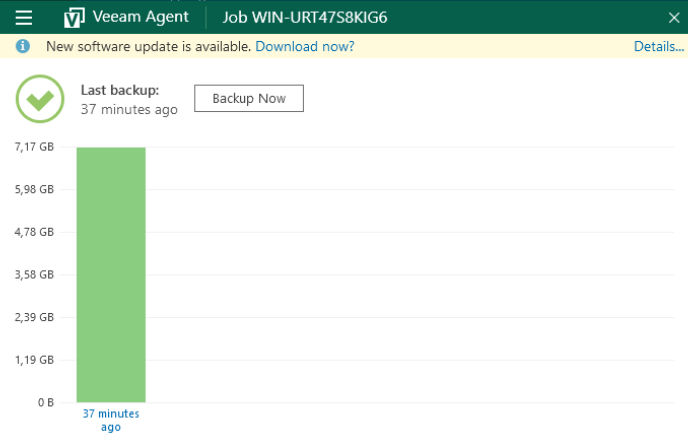 Veeam Agent Job WIN-URT47S8KIG6
New software update is available. Download now? Details...
Last backup:
37 minutes ago
Backup Now
7,17 GB
5,98 GB
4,78 GB
3,58 GB
2,39 GB
1,19 GB
0 B
37 minutes
ago